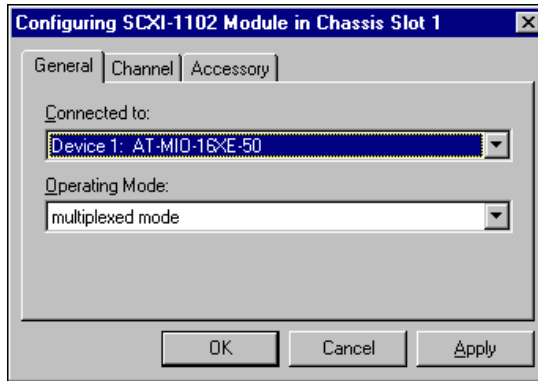 Configuring SCXI-1102 Module in Chassis Slot 1
General Channel Accessory
Connected to:
Device 1: AT-MIO-16XE-50
Operating Mode:
multiplexed mode
OK Cancel Apply